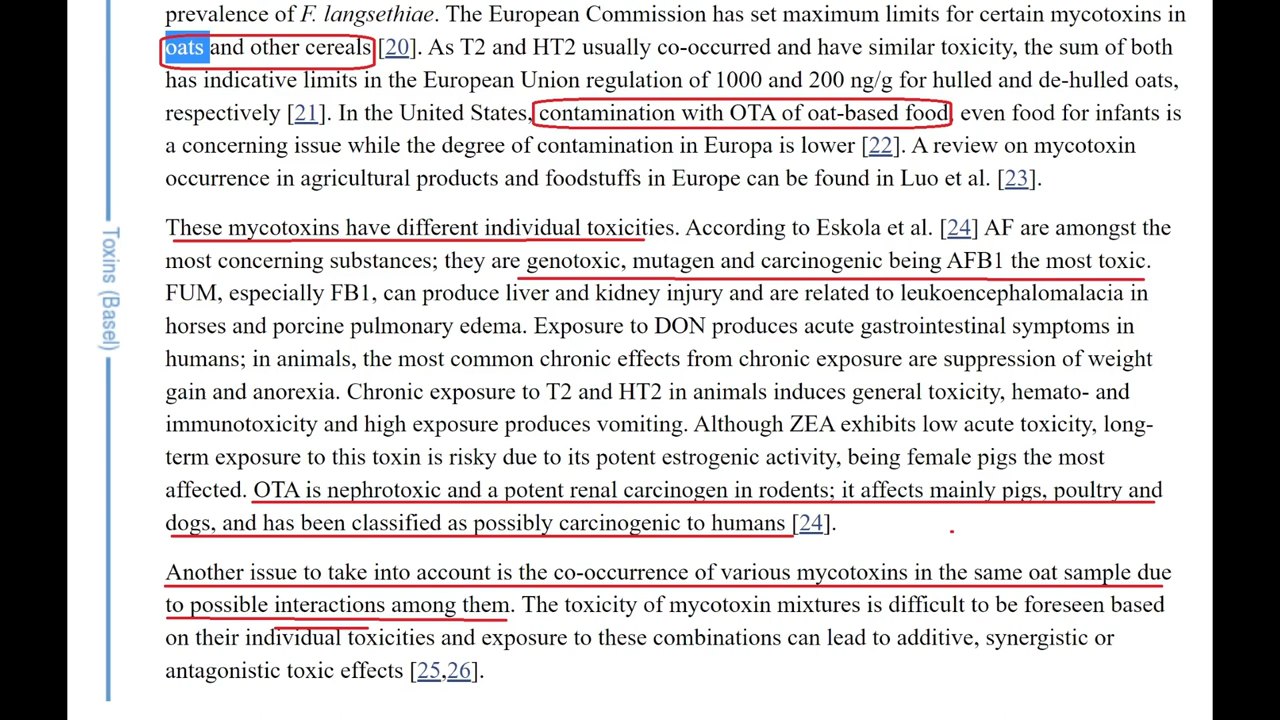 prevalence of F. langsethiae. The European Commission has set maximum limits for certain mycotoxins in
oats and other cereals [20]. As T2 and HT2 usually co-occurred and have similar toxicity, the sum of both
has indicative limits in the European Union regulation of 1000 and 200 ng/g for hulled and de-hulled oats,
respectively [21]. In the United States, contamination with OTA of oat-based food, even food for infants is
a concerning issue while the degree of contamination in Europa is lower [22]. A review on mycotoxin
occurrence in agricultural products and foodstuffs in Europe can be found in Luo et al. [23].
These mycotoxins have different individual toxicities. According to Eskola et al. [24] AF are amongst the
most concerning substances; they are genotoxic, mutagen and carcinogenic being AFB1 the most toxic.
FUM, especially FB1, can produce liver and kidney injury and are related to leukoencephalomalacia in
horses and porcine pulmonary edema. Exposure to DON produces acute gastrointestinal symptoms in
humans; in animals, the most common chronic effects from chronic exposure are suppression of weight
gain and anorexia. Chronic exposure to T2 and HT2 in animals induces general toxicity, hemato- and
immunotoxicity and high exposure produces vomiting. Although ZEA exhibits low acute toxicity, long-
term exposure to this toxin is risky due to its potent estrogenic activity, being female pigs the most
affected. OTA is nephrotoxic and a potent renal carcinogen in rodents; it affects mainly pigs, poultry and
dogs, and has been classified as possibly carcinogenic to humans [24].
Another issue to take into account is the co-occurrence of various mycotoxins in the same oat sample due
to possible interactions among them. The toxicity of mycotoxin mixtures is difficult to be foreseen based
on their individual toxicities and exposure to these combinations can lead to additive, synergistic or
antagonistic toxic effects [25,26].
Toxins (Basel)